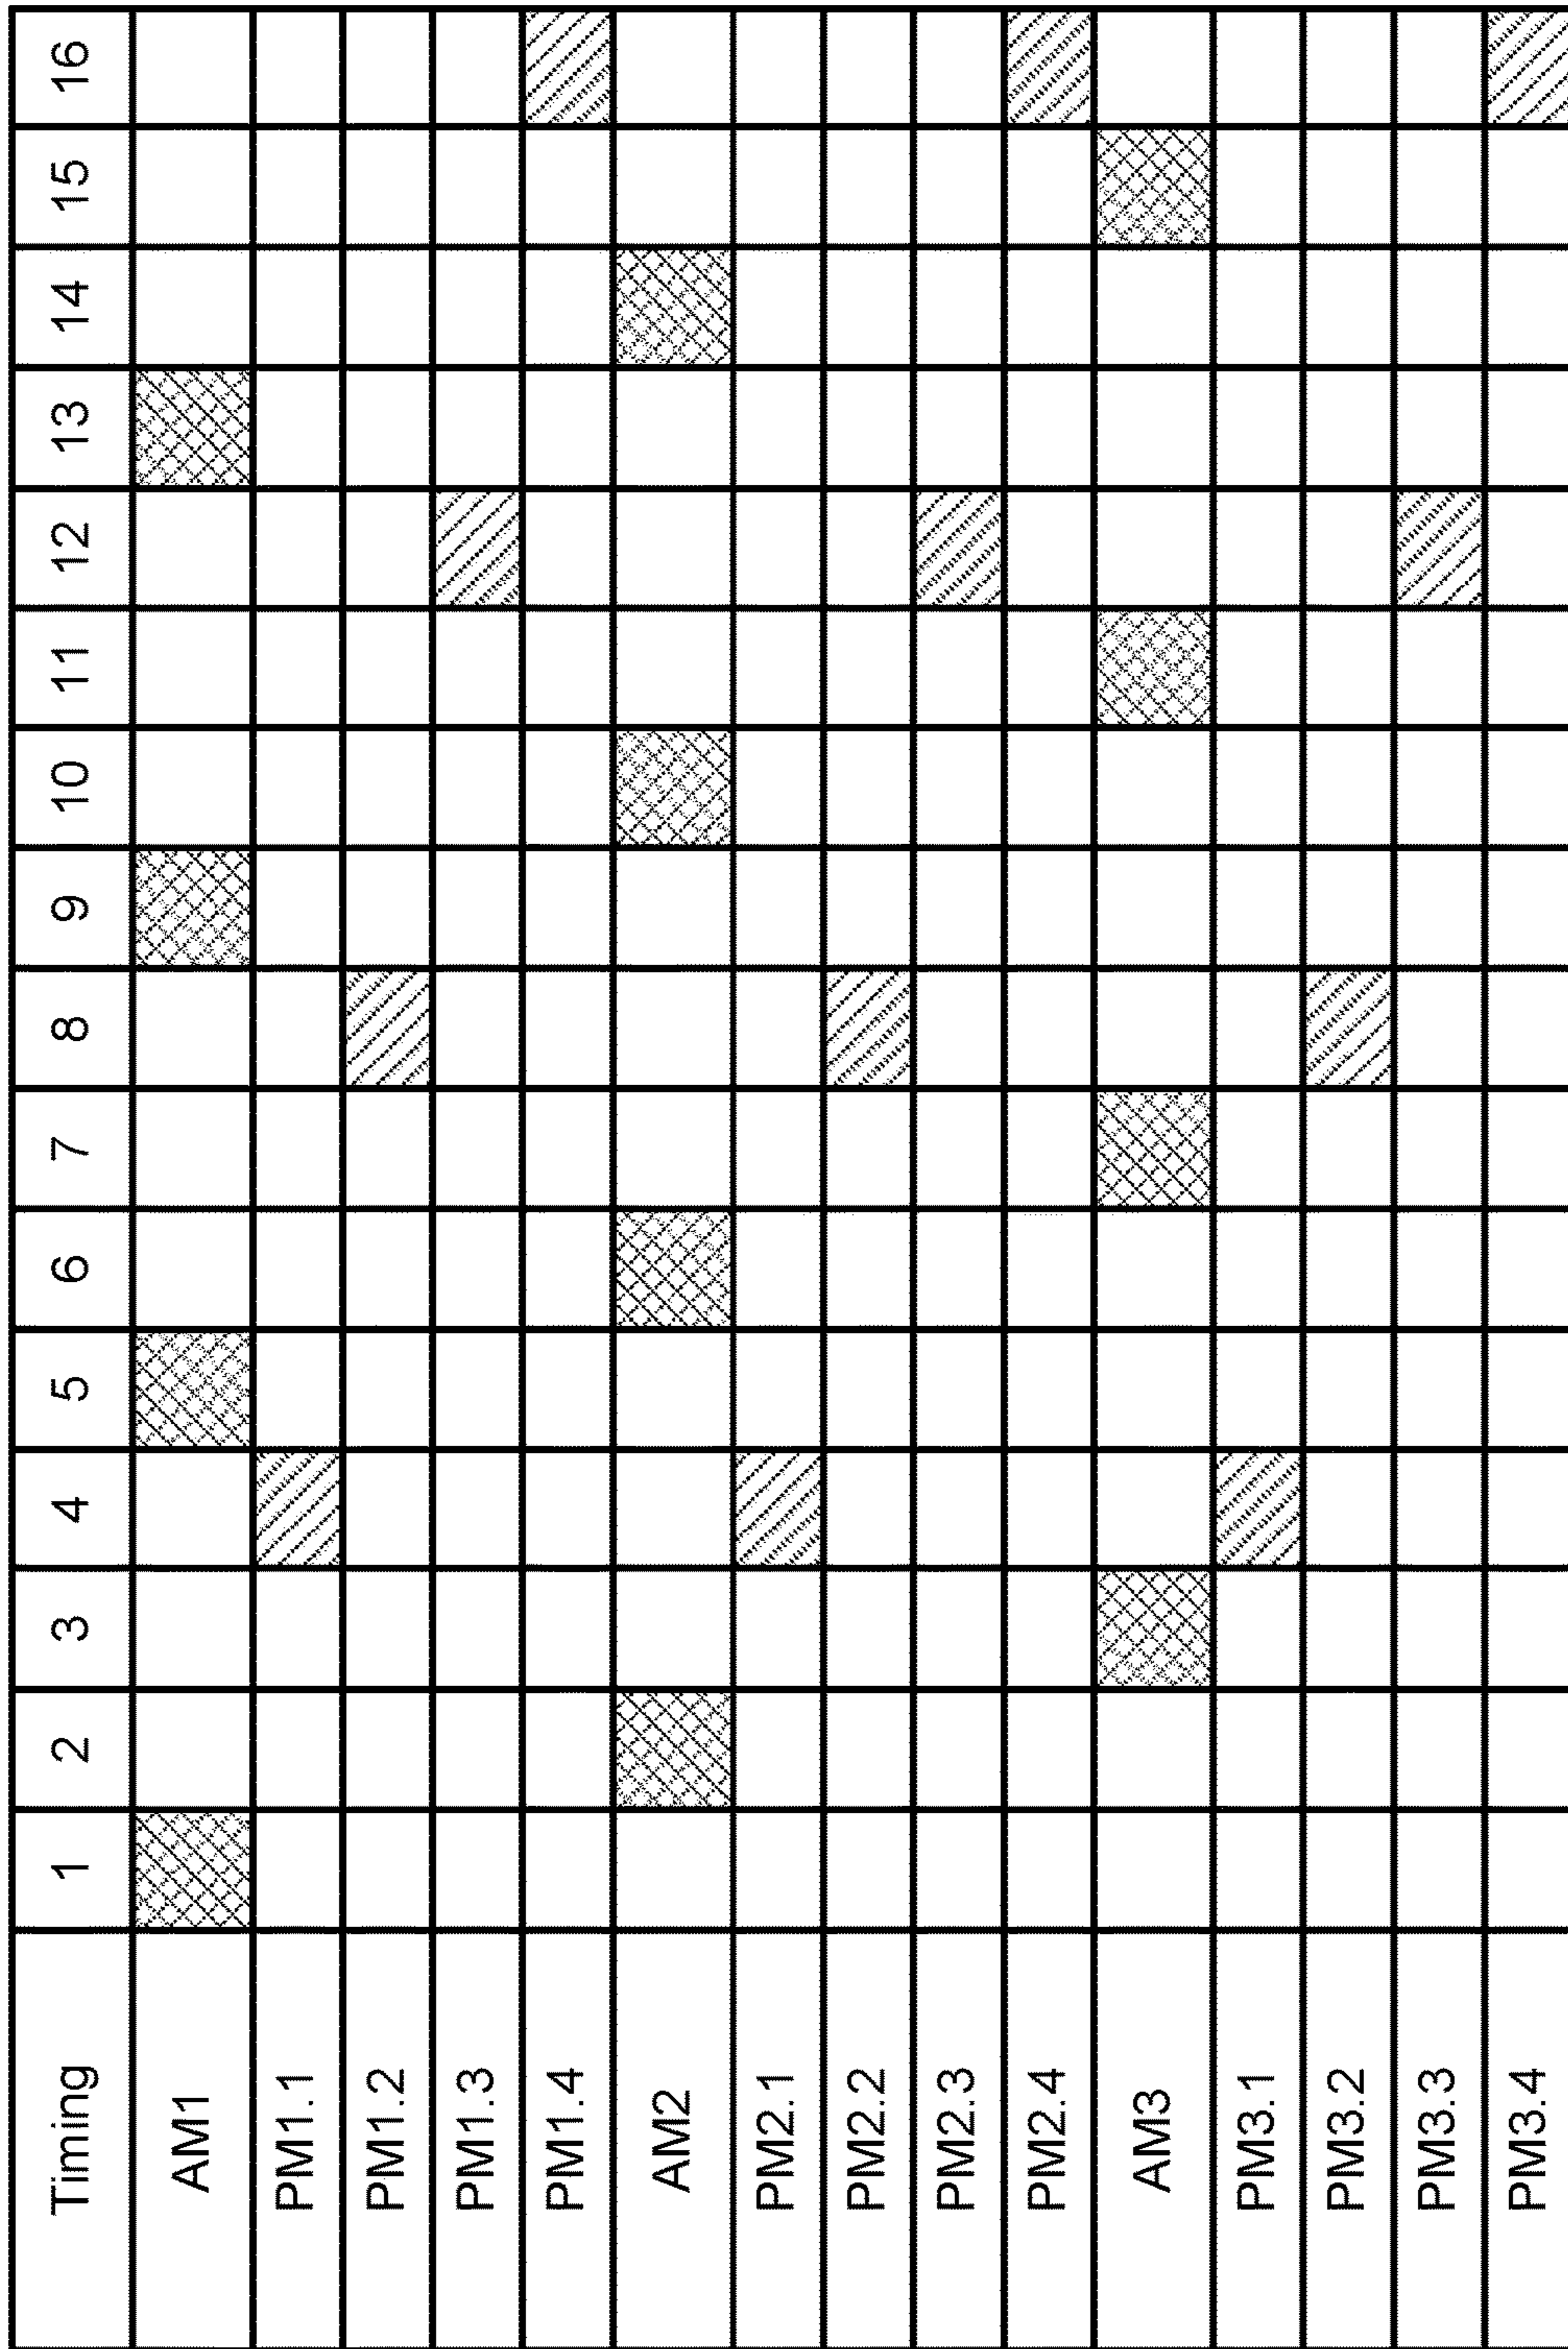 Timing 1 2 3 4 5 6 7 8 9 10 11 12 13 14 15 16
AM1
PM1.1
PM1.2
PM1.3
PM1.4
AM2
PM2.1
PM2.2
PM2.3
PM2.4
AM3
PM3.1
PM3.2
PM3.3
PM3.4